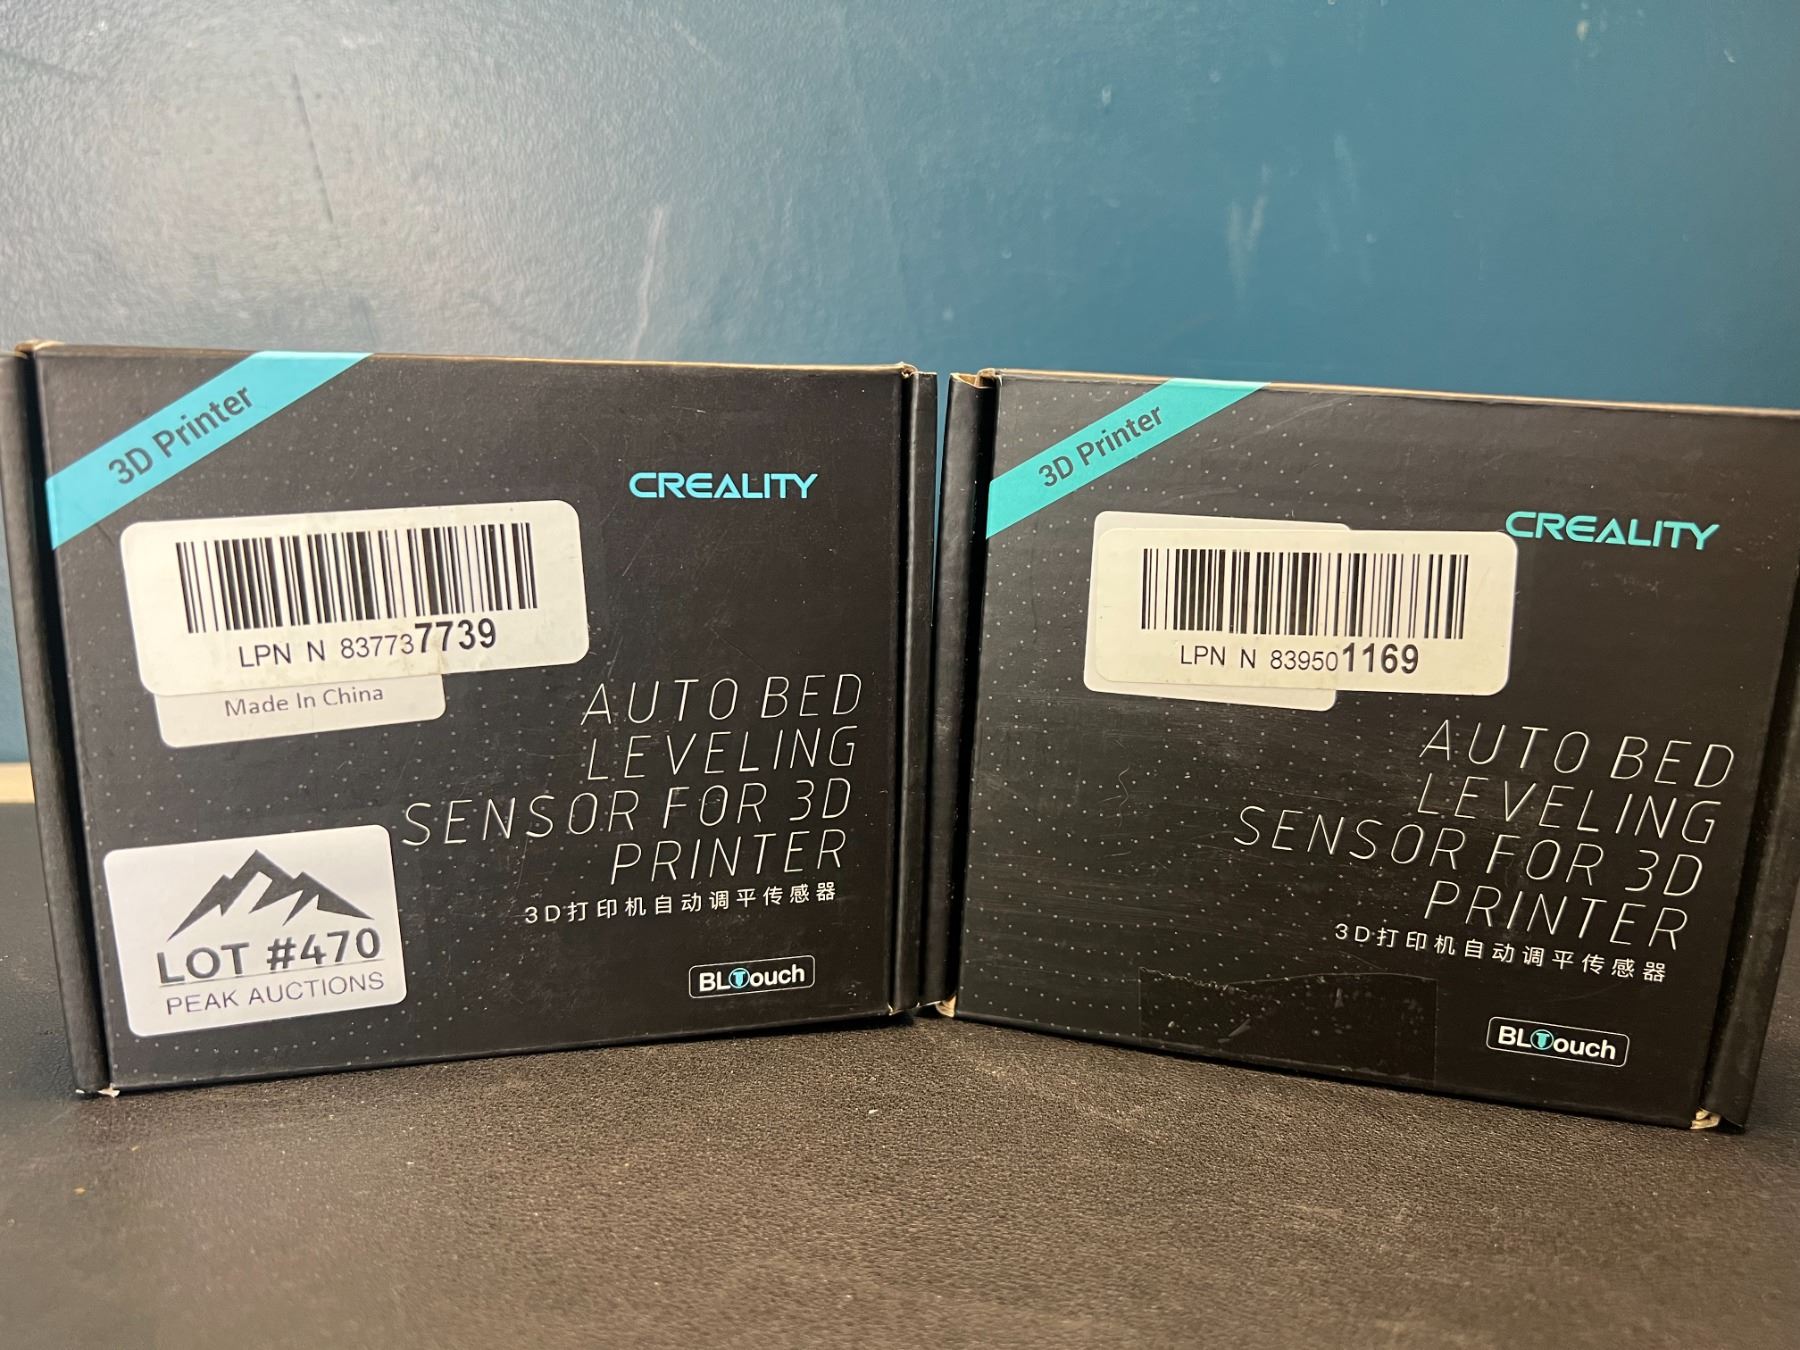 3D Printer
CREALITY
LPN N 8377377739
Made In China
AUTO BED
LEVELING
SENSOR FOR 3D
PRINTER
3D打印机自动调平传感器
LOT #470
PEAK AUCTIONS
BLTouch
3D Printer
CREALITY
LPN N 8395011169
AUTO BED
LEVELING
SENSOR FOR 3D
PRINTER
3D打印机自动调平传感器
BLTouch